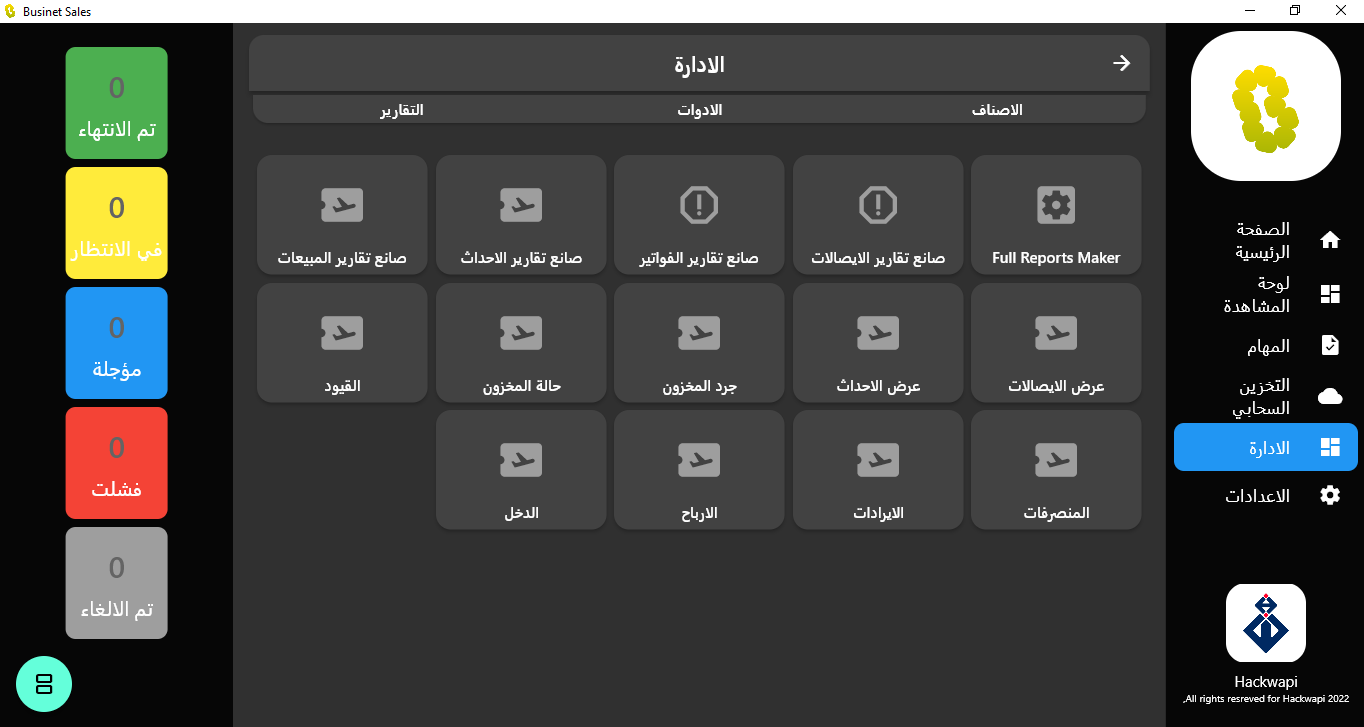 Businet Sales
الادارة
الاصناف
الادوات
التقارير
Full Reports Maker
صانع تقارير الايصالات
صانع تقارير الفواتير
صانع تقارير الاحداث
صانع تقارير المبيعات
عرض الايصالات
عرض الاحداث
جرد المخزون
حالة المخزون
القيود
المنصرفات
الايرادات
الارباح
الدخل
الصفحة
الرئيسية
لوحة
المشاهدة
المهام
التخزين
السحابي
الادارة
الاعدادات
Hackwapi
,All rights resreved for Hackwapi 2022
0
تم الانتهاء
0
في الانتظار
0
مؤجلة
0
فشلت
0
تم الالغاء